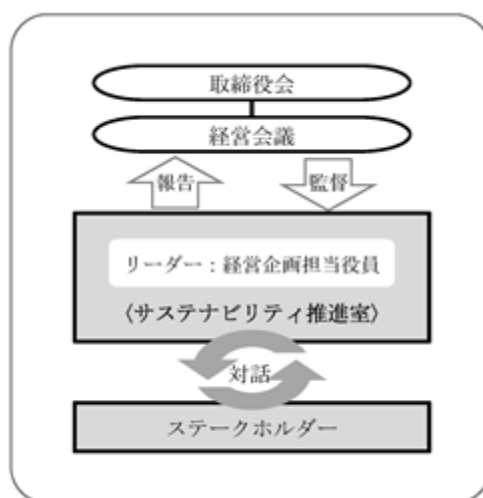 取締役会
経営会議
報告
監督
リーダー：経営企画担当役員
〈サステナビリティ推進室〉
対話
ステークホルダー